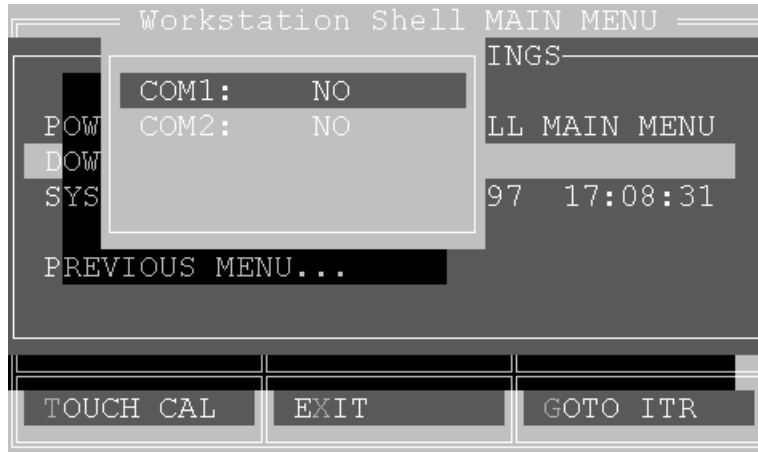 Workstation Shell MAIN MENU
INGS
COM1: NO
POW COM2: NO LL MAIN MENU
DOW
SYS 97 17:08:31
PREVIOUS MENU...
TOUCH CAL EXIT GOTO ITR